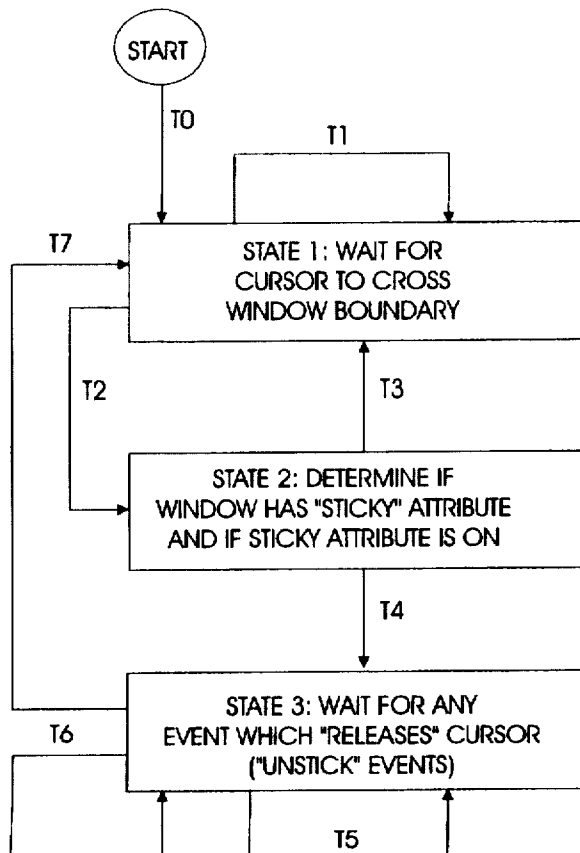 START
T0
T1
T7
STATE 1: WAIT FOR
CURSOR TO CROSS
WINDOW BOUNDARY
T2
T3
STATE 2: DETERMINE IF
WINDOW HAS "STICKY" ATTRIBUTE
AND IF STICKY ATTRIBUTE IS ON
T4
STATE 3: WAIT FOR ANY
EVENT WHICH "RELEASES" CURSOR
("UNSTICK" EVENTS)
T6
T5